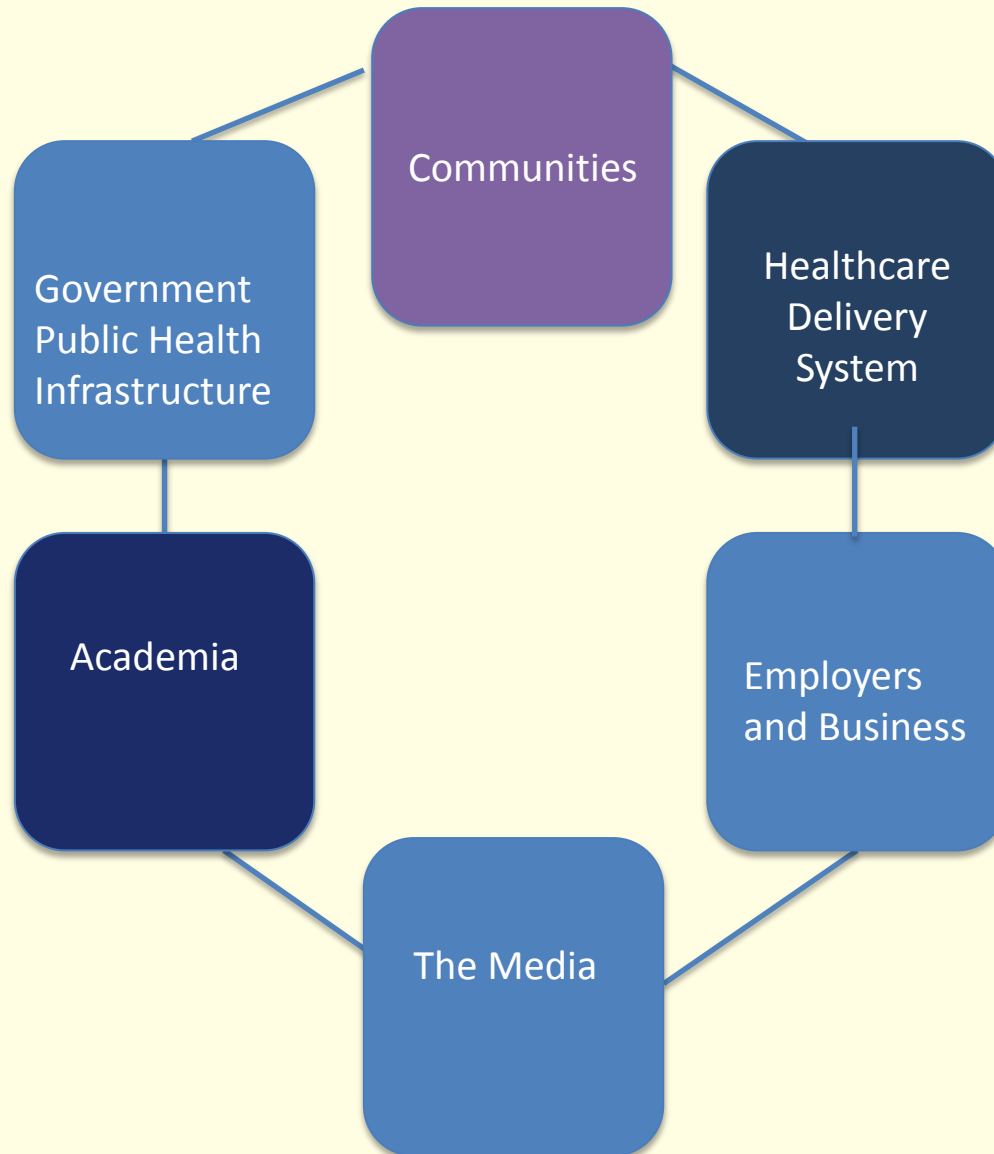 Communities
Government
Public Health
Infrastructure
Healthcare
Delivery
System
Academia
Employers
and Business
The Media